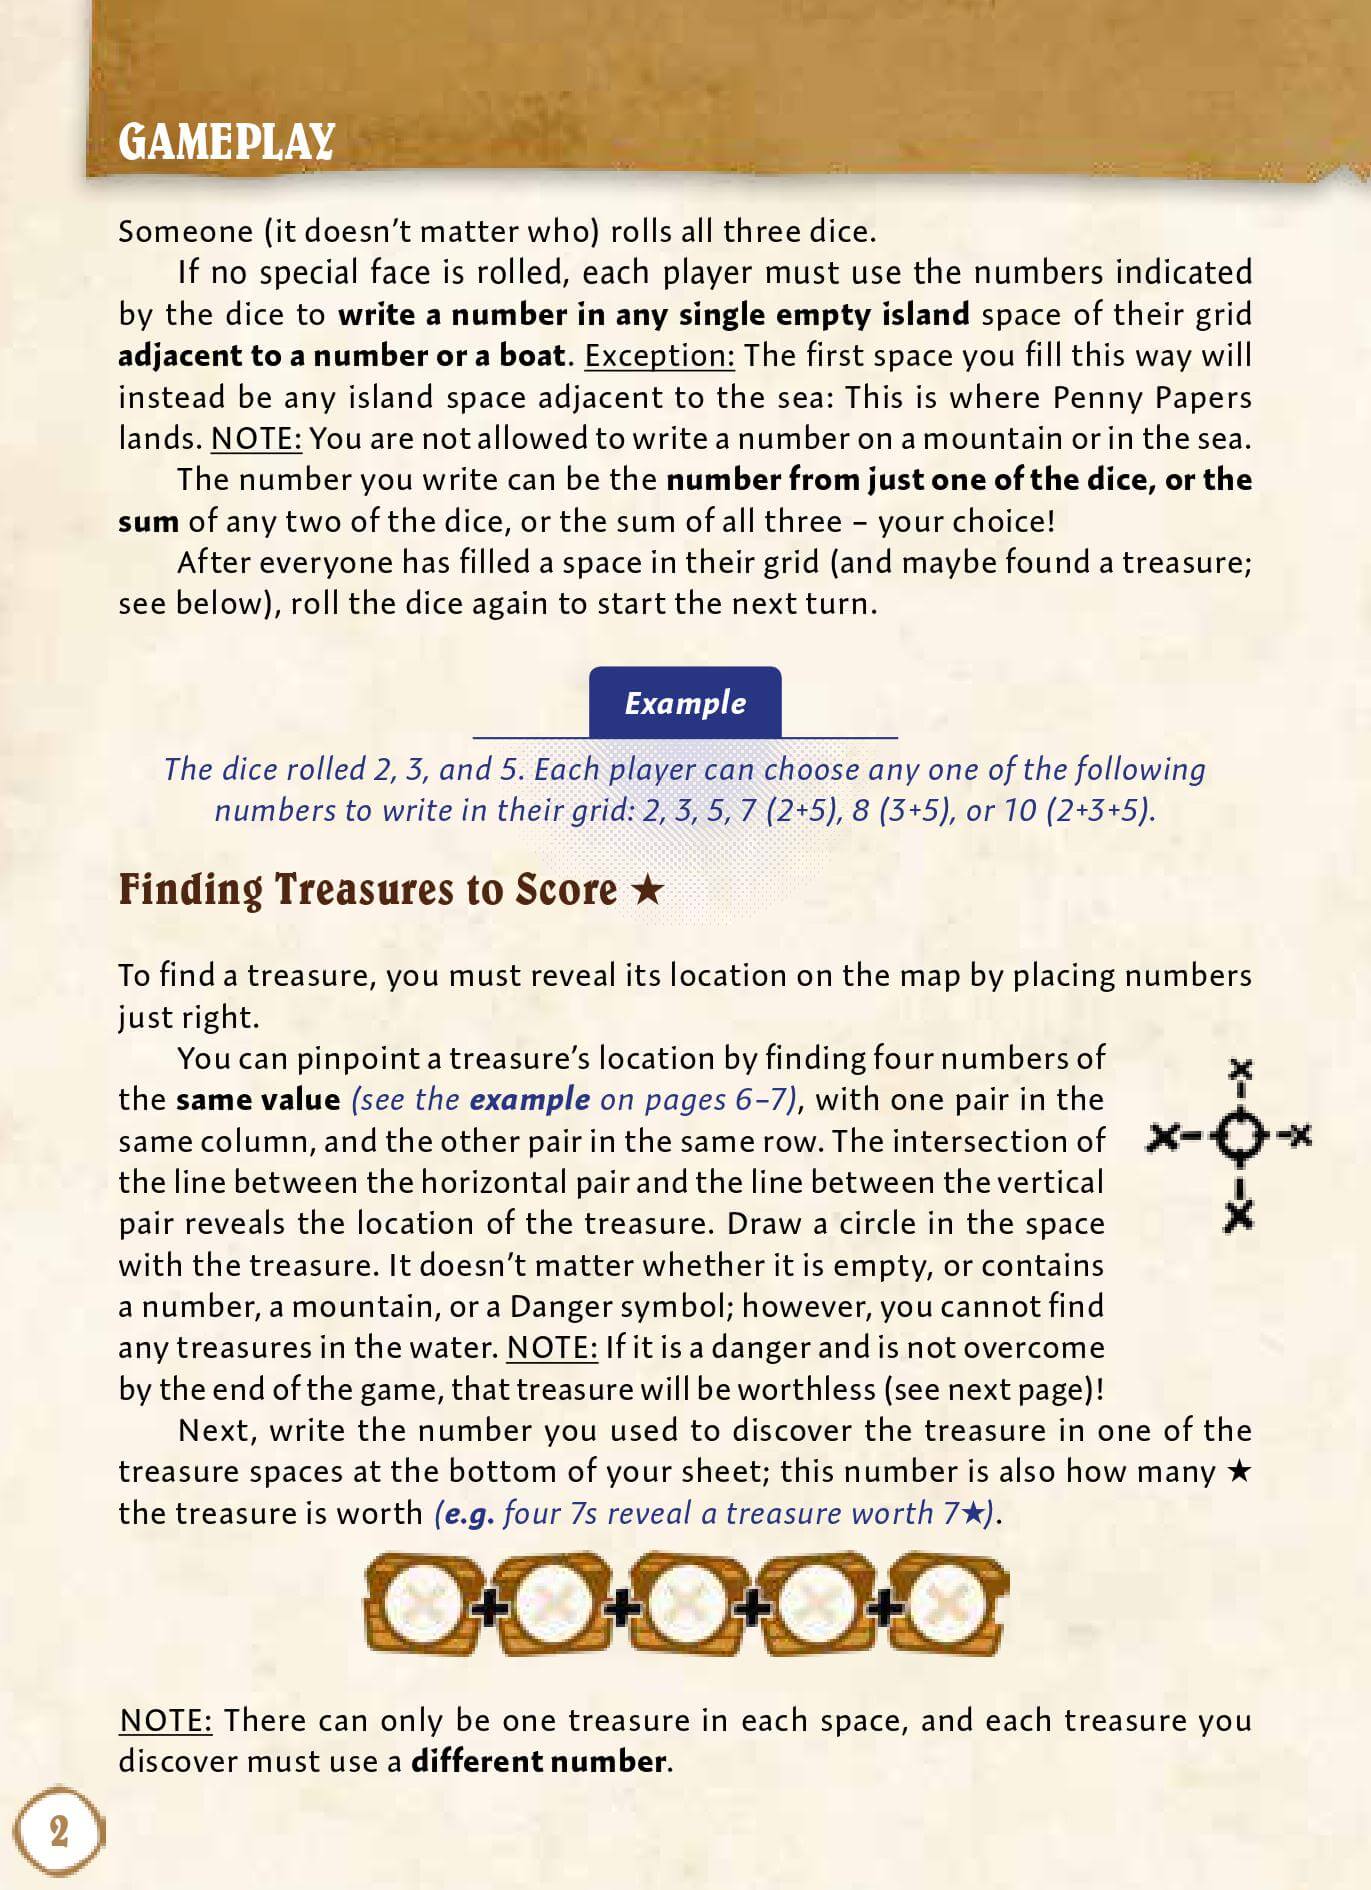 GAMEPLAY
Someone (it doesn't matter who) rolls all three dice.
If no special face is rolled, each player must use the numbers indicated
by the dice to write a number in any single empty island space of their grid
adjacent to a number or a boat. Exception: The first space you fill this way will
instead be any island space adjacent to the sea: This is where Penny Papers
lands. NOTE: You are not allowed to write a number on a mountain or in the sea.
The number you write can be the number from just one of the dice, or the
sum of any two of the dice, or the sum of all three – your choice!
After everyone has filled a space in their grid (and maybe found a treasure;
see below), roll the dice again to start the next turn.
Example
The dice rolled 2, 3, and 5. Each player can choose any one of the following
numbers to write in their grid: 2, 3, 5, 7 (2+5), 8 (3+5), or 10 (2+3+5).
Finding Treasures to Score ★
To find a treasure, you must reveal its location on the map by placing numbers
just right.
You can pinpoint a treasure's location by finding four numbers of
the same value (see the example on pages 6–7), with one pair in the
same column, and the other pair in the same row. The intersection of
the line between the horizontal pair and the line between the vertical
pair reveals the location of the treasure. Draw a circle in the space
with the treasure. It doesn't matter whether it is empty, or contains
a number, a mountain, or a Danger symbol; however, you cannot find
any treasures in the water. NOTE: If it is a danger and is not overcome
by the end of the game, that treasure will be worthless (see next page)!
Next, write the number you used to discover the treasure in one of the
treasure spaces at the bottom of your sheet; this number is also how many ★
the treasure is worth (e.g. four 7s reveal a treasure worth 7★).
NOTE: There can only be one treasure in each space, and each treasure you
discover must use a different number.
2